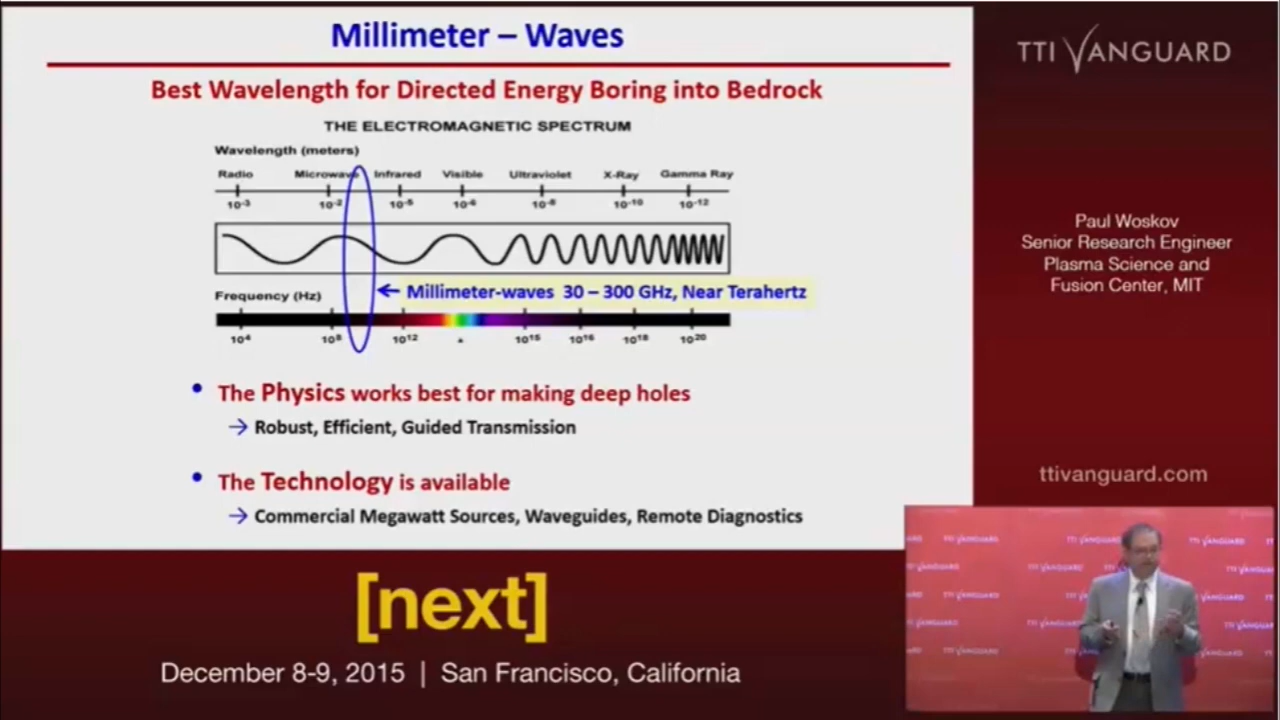 Millimeter – Waves
Best Wavelength for Directed Energy Boring into Bedrock
THE ELECTROMAGNETIC SPECTRUM
Wavelength (meters)
Radio Microwave Infrared Visible Ultraviolet X-Ray Gamma Ray
10⁻³ 10⁻² 10⁻⁵ 10⁻⁶ 10⁻⁸ 10⁻¹⁰ 10⁻¹²
← Millimeter-waves 30 – 300 GHz, Near Terahertz
Frequency (Hz)
10⁴ 10⁸ 10¹² 10¹⁵ 10¹⁶ 10¹⁸ 10²⁰
• The Physics works best for making deep holes
→ Robust, Efficient, Guided Transmission
• The Technology is available
→ Commercial Megawatt Sources, Waveguides, Remote Diagnostics
TTI VANGUARD
Paul Woskov
Senior Research Engineer
Plasma Science and
Fusion Center, MIT
ttivanguard.com
[next]
December 8-9, 2015 | San Francisco, California
TTI VANGUARD